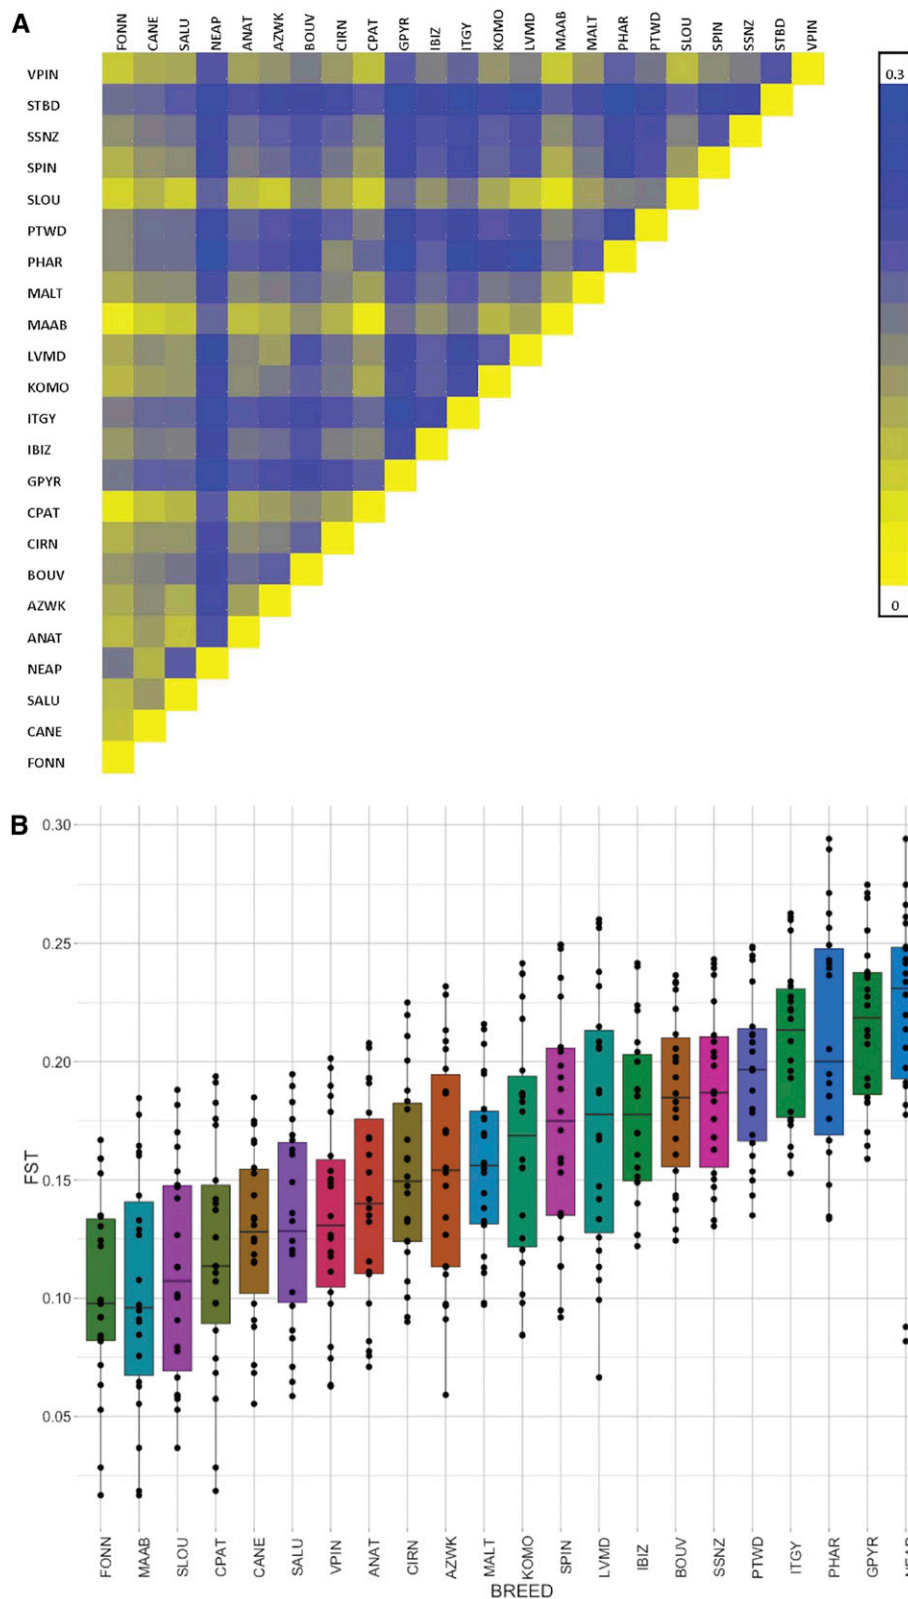 A
FONN CANE SALU NEAP ANAT AZWK BOUV CIRN CPAT GPYR IBIZ ITGY KOMO LVMD MAAB MALT PHAR PTWD SLOU SPIN SSNZ STBD VPIN
VPIN
STBD
SSNZ
SPIN
SLOU
PTWD
PHAR
MALT
MAAB
LVMD
KOMO
ITGY
IBIZ
GPYR
CPAT
CIRN
BOUV
AZWK
ANAT
NEAP
SALU
CANE
FONN
0.3
0
B
0.30
0.25
0.20
0.15
0.10
0.05
FST
FONN MAAB SLOU CPAT CANE SALU VPIN ANAT CIRN AZWK MALT KOMO SPIN LVMD IBIZ BOUV SSNZ PTWD ITGY PHAR GPYR NEAP
BREED